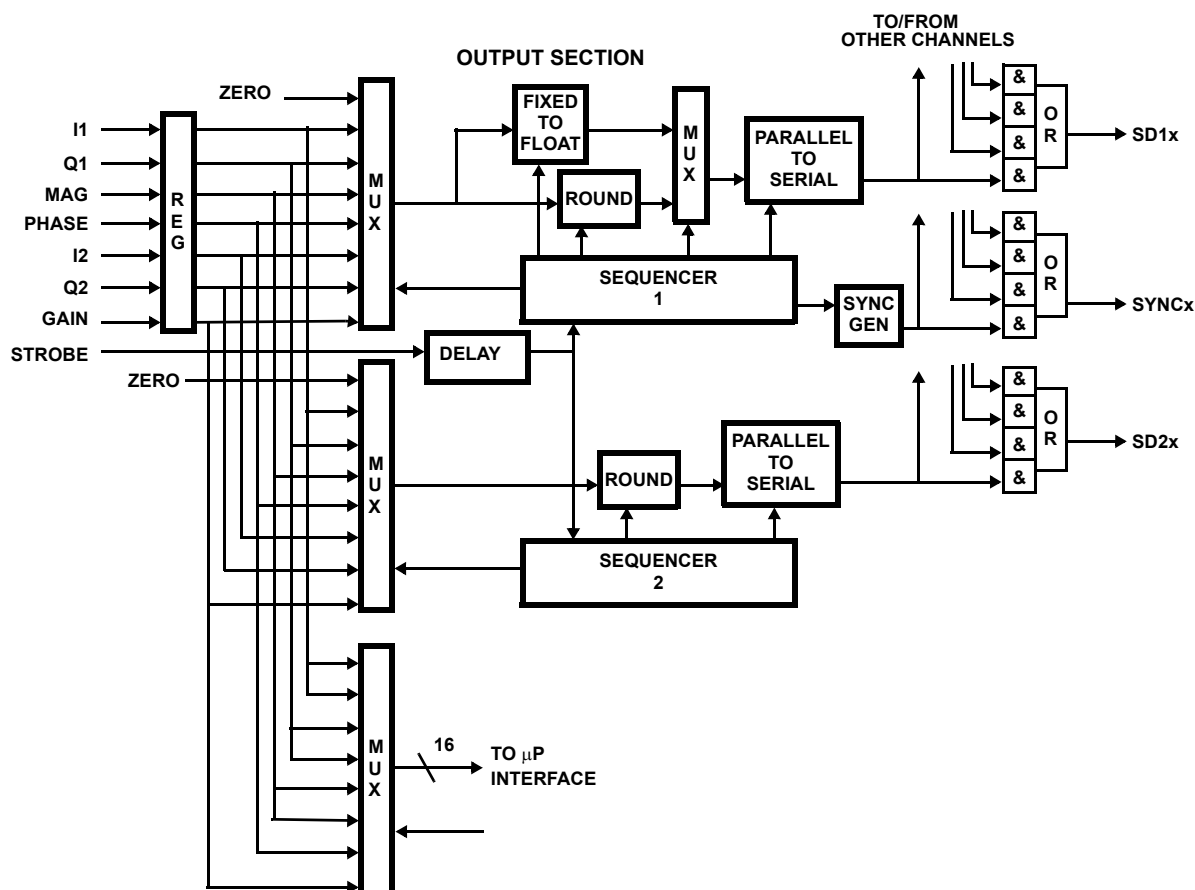 TO/FROM
OTHER CHANNELS
OUTPUT SECTION
ZERO
I1
Q1
MAG
PHASE
I2
Q2
GAIN
STROBE
REG
MUX
FIXED
TO
FLOAT
ROUND
MUX
PARALLEL
TO
SERIAL
&
&
&
&
OR
SD1x
SEQUENCER
1
SYNC
GEN
&
&
&
&
OR
SYNCx
DELAY
ZERO
MUX
ROUND
PARALLEL
TO
SERIAL
&
&
&
&
OR
SD2x
SEQUENCER
2
MUX
16
TO μP
INTERFACE